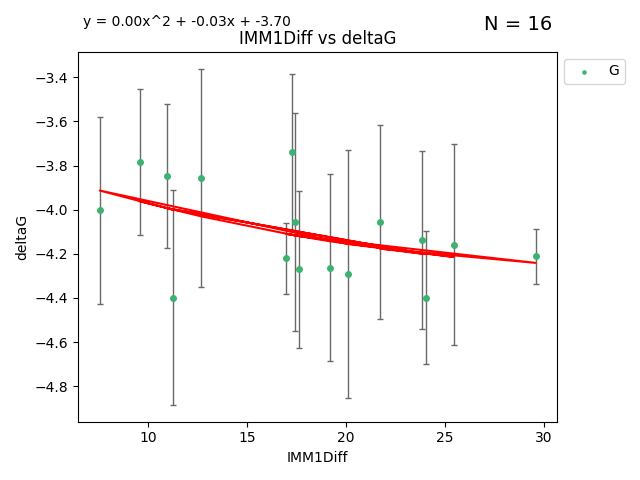 y = 0.00x^2 + -0.03x + -3.70
N = 16
IMM1Diff vs deltaG
G
deltaG
−3.4
−3.6
−3.8
−4.0
−4.2
−4.4
−4.6
−4.8
10 15 20 25 30
IMM1Diff